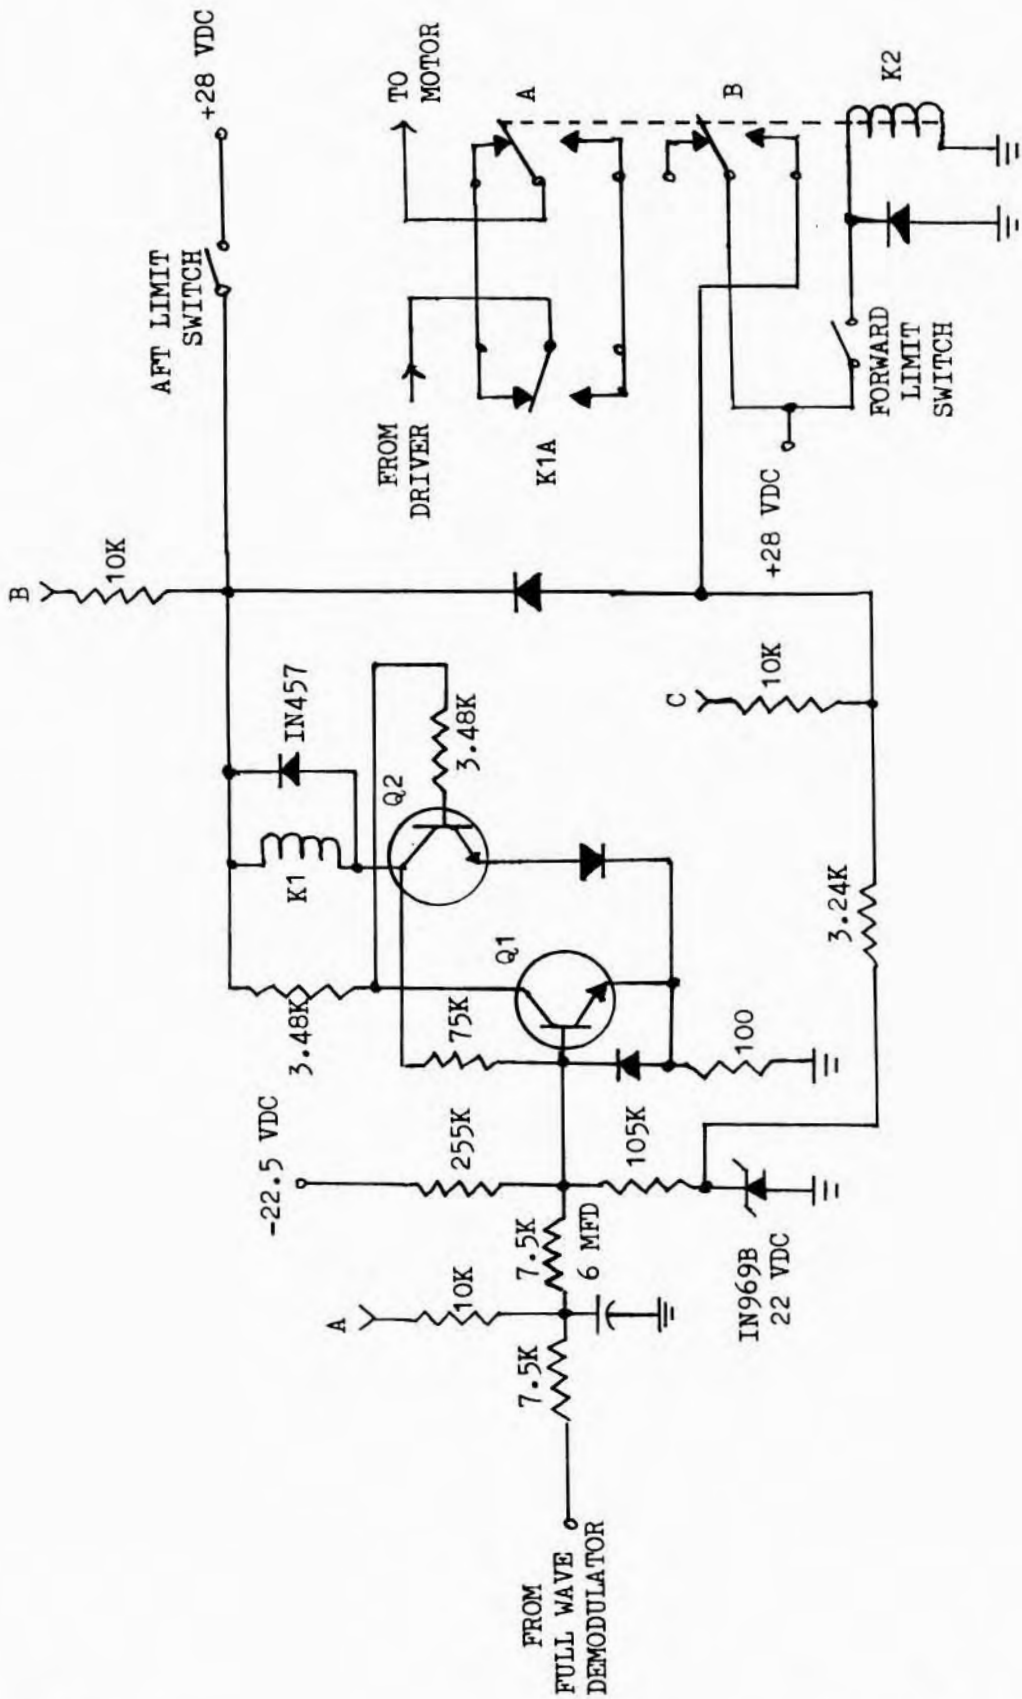 FROM
FULL WAVE
DEMODULATOR
7.5K
A
10K
7.5K
6 MFD
-22.5 VDC
255K
105K
IN969B
22 VDC
3.48K
75K
100
Q1
K1
IN457
Q2
3.48K
3.24K
B
10K
C
10K
AFT LIMIT
SWITCH
+28 VDC
FROM
DRIVER
K1A
TO
MOTOR
A
B
+28 VDC
FORWARD
LIMIT
SWITCH
K2